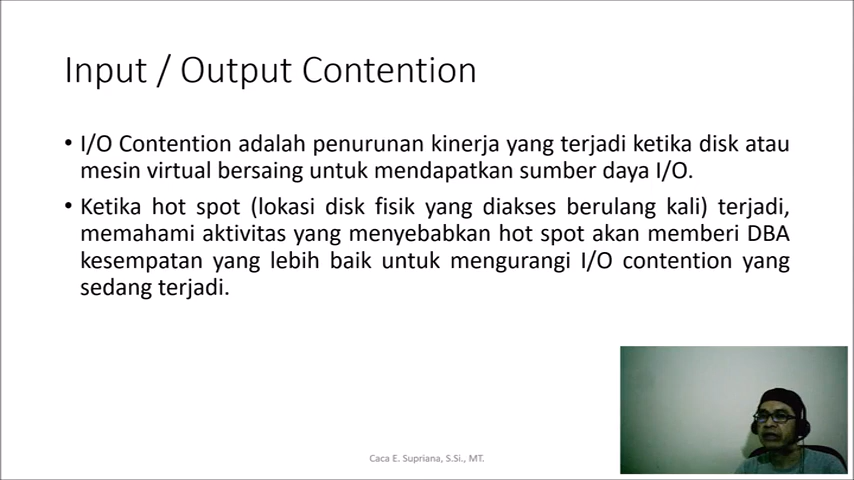 Input / Output Contention
• I/O Contention adalah penurunan kinerja yang terjadi ketika disk atau
mesin virtual bersaing untuk mendapatkan sumber daya I/O.
• Ketika hot spot (lokasi disk fisik yang diakses berulang kali) terjadi,
memahami aktivitas yang menyebabkan hot spot akan memberi DBA
kesempatan yang lebih baik untuk mengurangi I/O contention yang
sedang terjadi.
Caca E. Supriana, S.Si., MT.